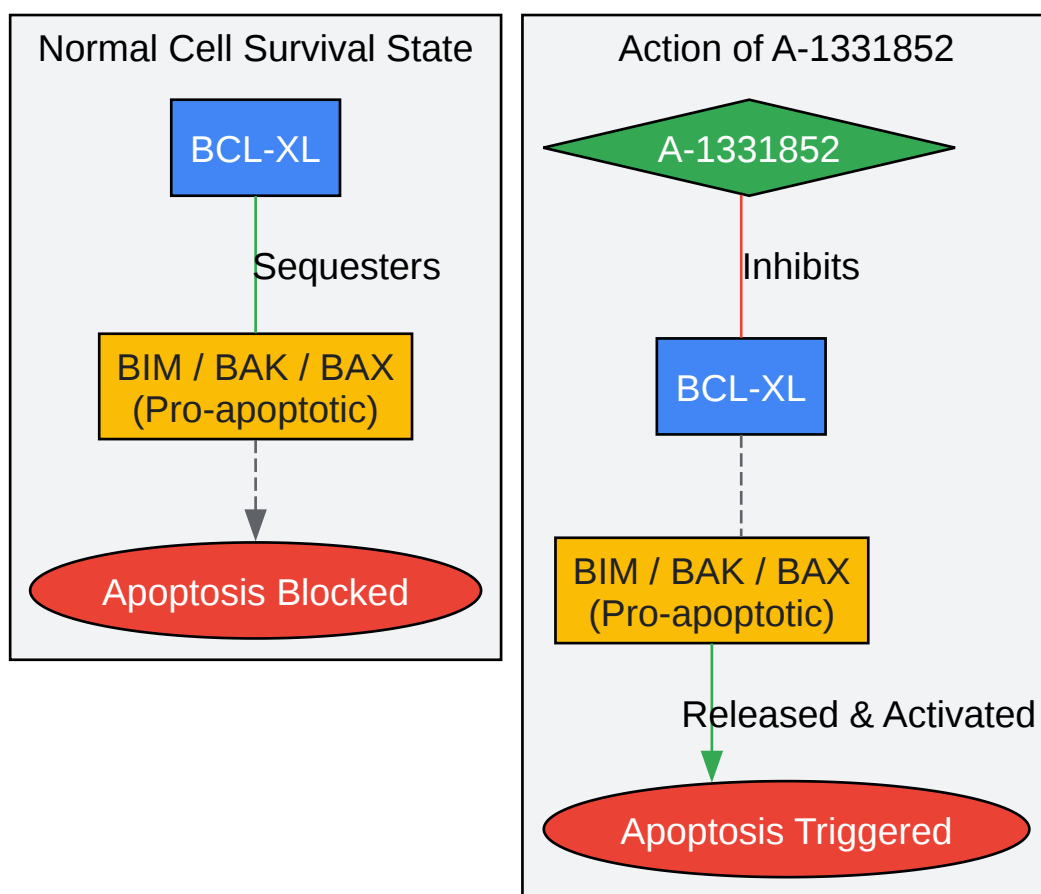 Normal Cell Survival State
BCL-XL
Sequesters
BIM / BAK / BAX
(Pro-apoptotic)
Apoptosis Blocked
Action of A-1331852
A-1331852
Inhibits
BCL-XL
BIM / BAK / BAX
(Pro-apoptotic)
Released & Activated
Apoptosis Triggered